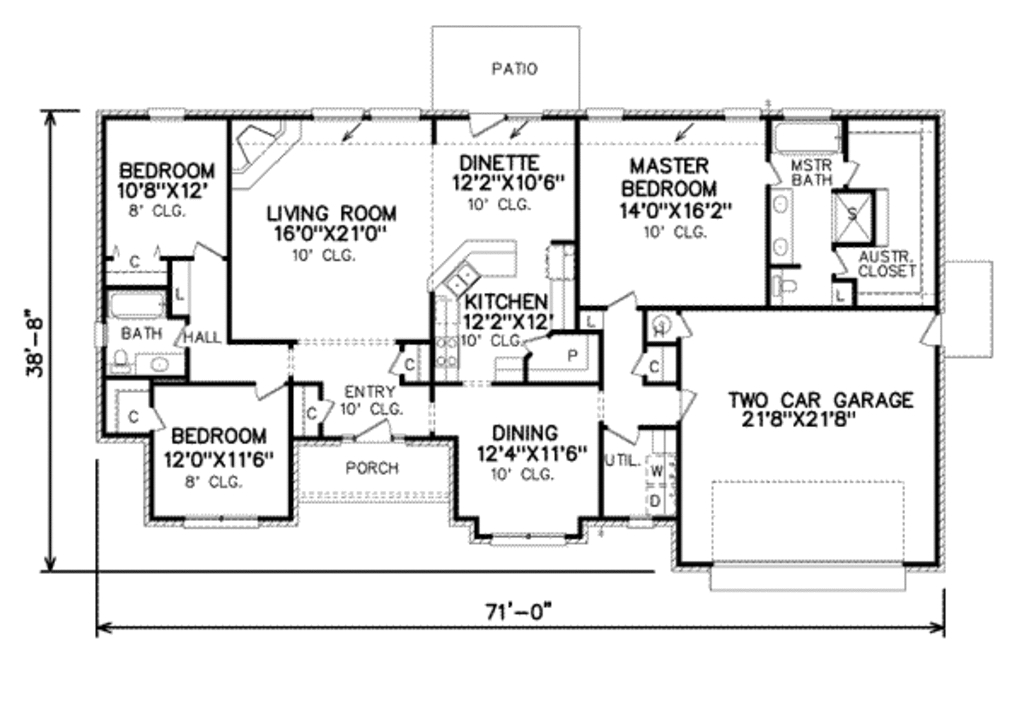 PATIO
BEDROOM
10'8"X12'
8' CLG.
C
LIVING ROOM
16'0"X21'0"
10' CLG.
DINETTE
12'2"X10'6"
10' CLG.
MASTER
BEDROOM
14'0"X16'2"
10' CLG.
MSTR
BATH
S
AUSTR.
CLOSET
L
L
BATH
HALL
KITCHEN
12'2"X12'
10' CLG.
L
H
P
C
C
38'-8"
ENTRY
10' CLG.
C
C
BEDROOM
12'0"X11'6"
8' CLG.
PORCH
DINING
12'4"X11'6"
10' CLG.
UTIL.
W
D
TWO CAR GARAGE
21'8"X21'8"
71'-0"